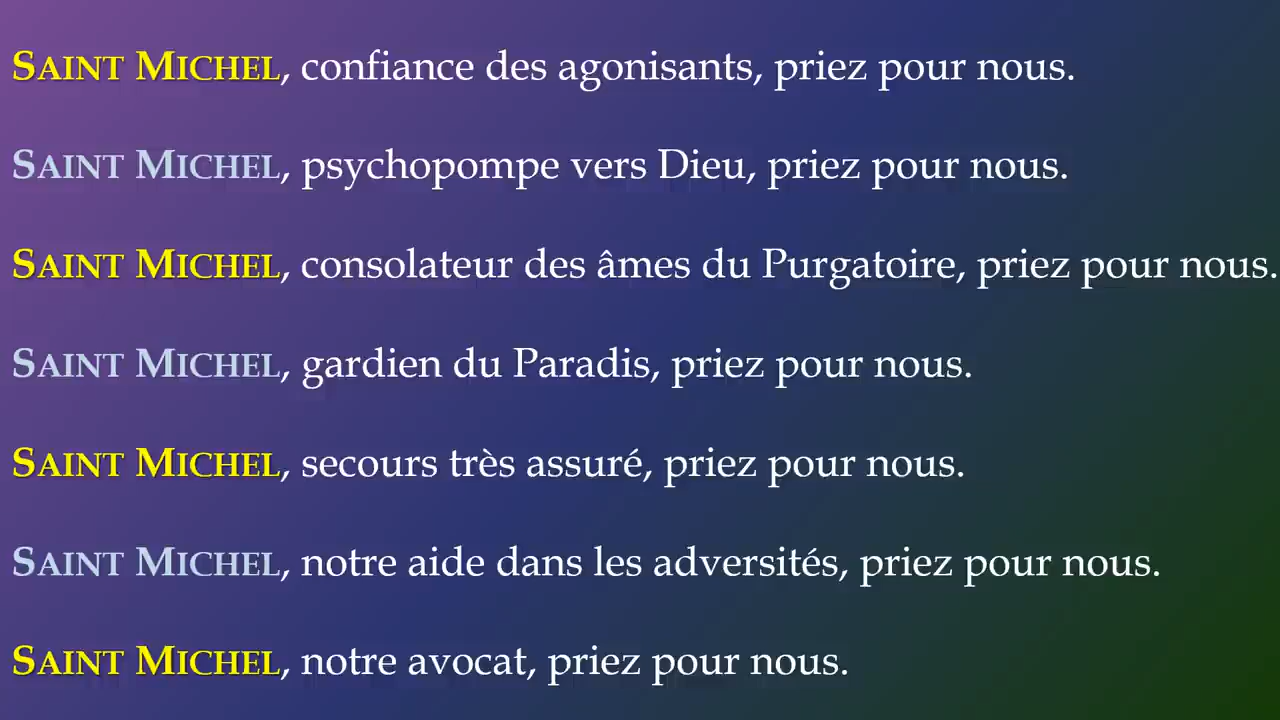 SAINT MICHEL, confiance des agonisants, priez pour nous.
SAINT MICHEL, psychopompe vers Dieu, priez pour nous.
SAINT MICHEL, consolateur des âmes du Purgatoire, priez pour nous.
SAINT MICHEL, gardien du Paradis, priez pour nous.
SAINT MICHEL, secours très assuré, priez pour nous.
SAINT MICHEL, notre aide dans les adversités, priez pour nous.
SAINT MICHEL, notre avocat, priez pour nous.